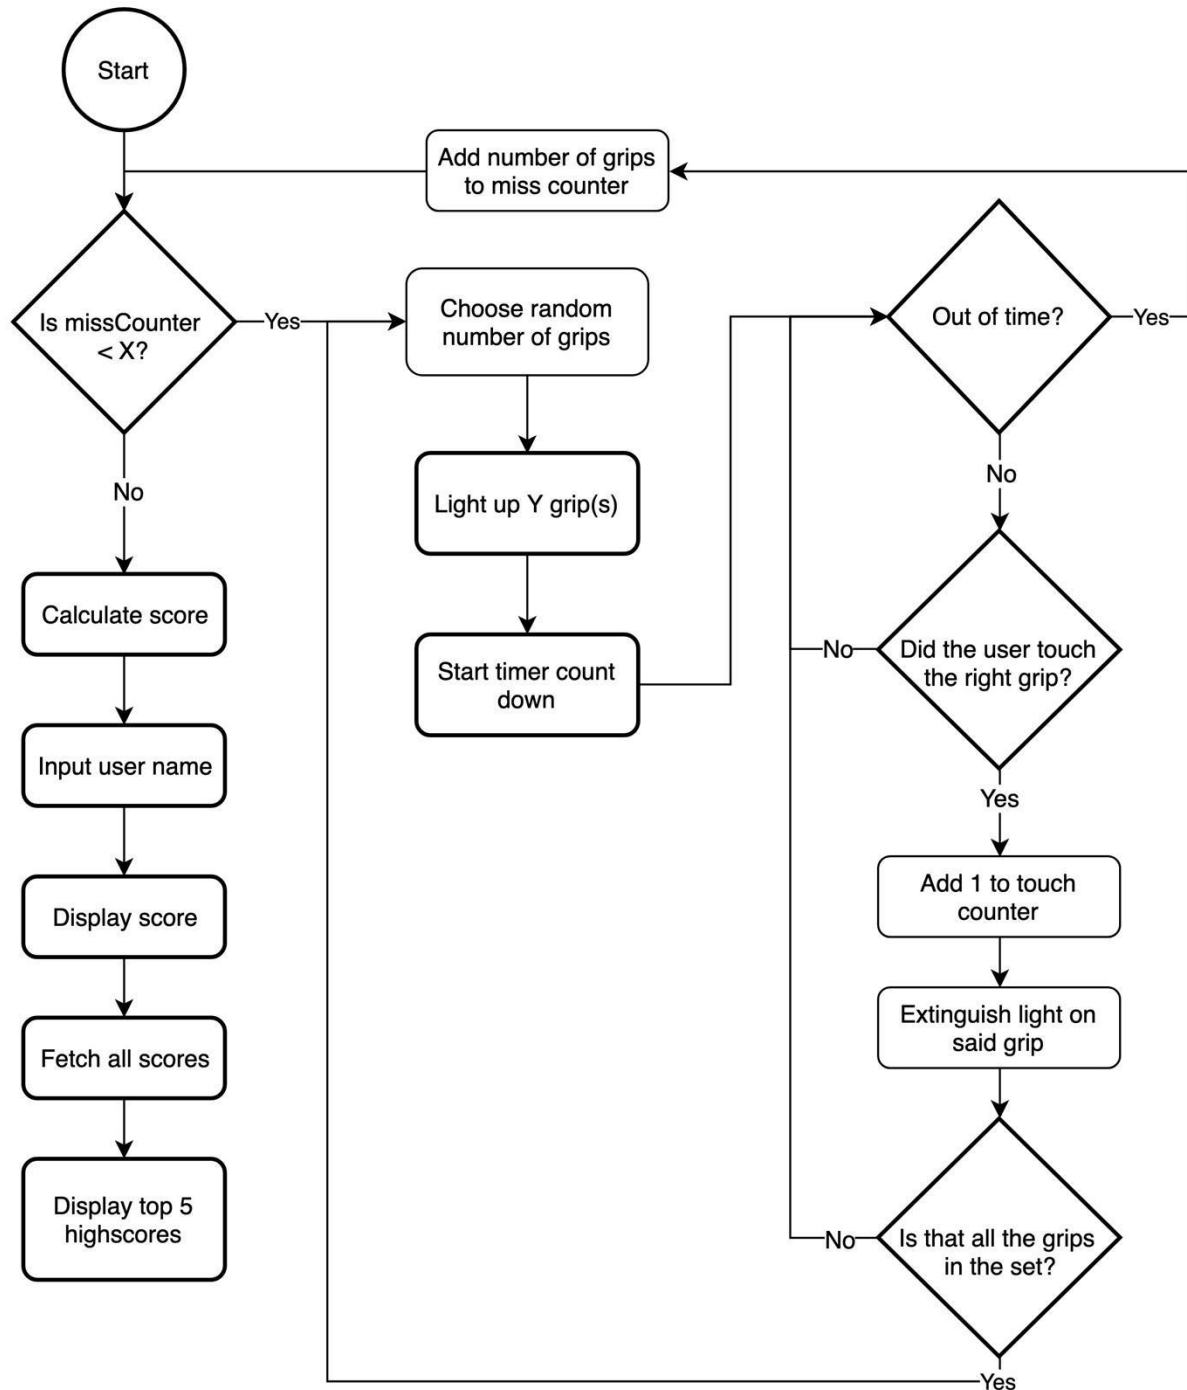 Start
Add number of grips
to miss counter
Is missCounter
< X?
Yes
Choose random
number of grips
Out of time?
Yes
No
No
Light up Y grip(s)
Calculate score
Start timer count
down
No
Did the user touch
the right grip?
Input user name
Yes
Add 1 to touch
counter
Display score
Extinguish light on
said grip
Fetch all scores
Display top 5
highscores
No
Is that all the grips
in the set?
Yes